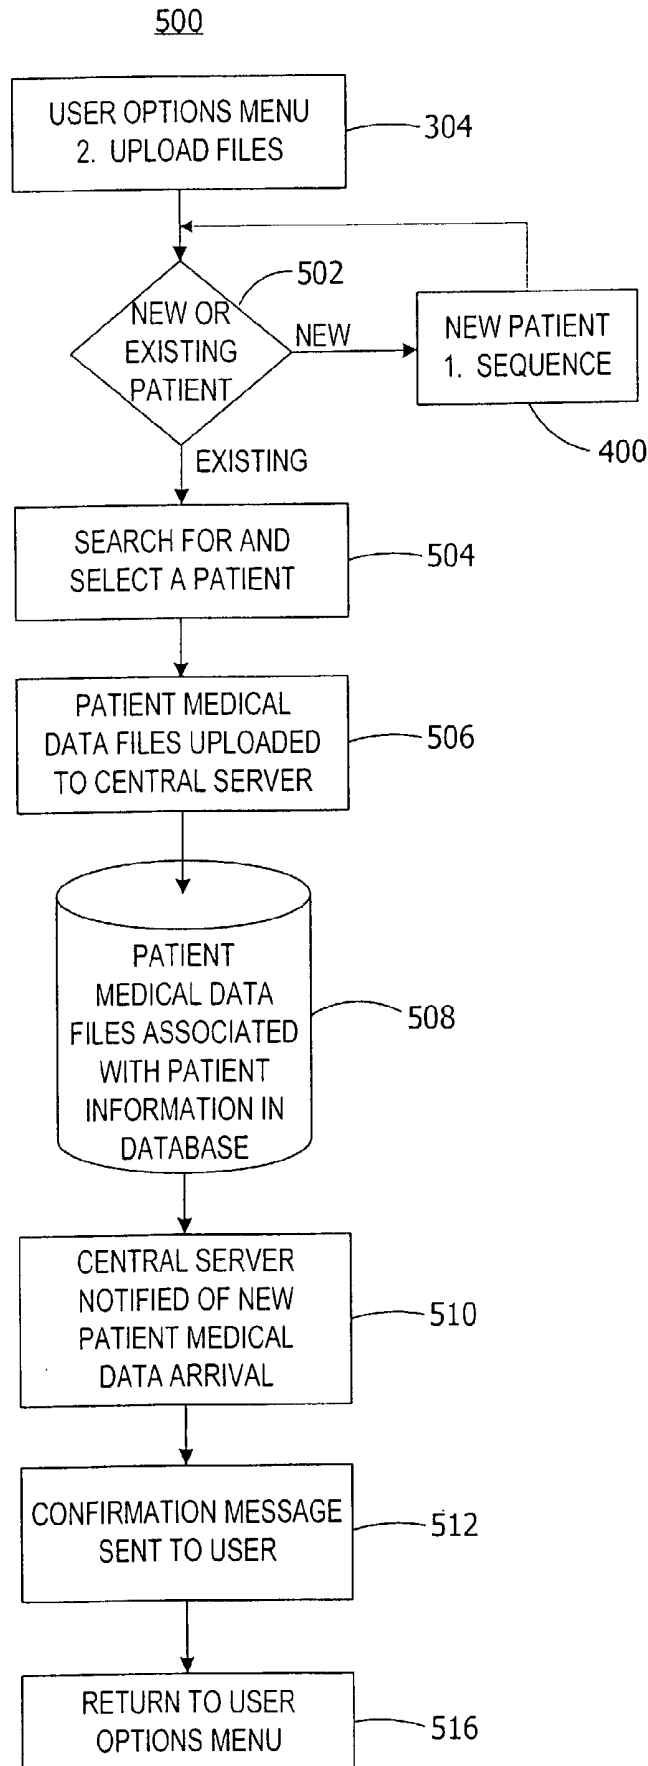 500
USER OPTIONS MENU
2. UPLOAD FILES
304
502
NEW OR
EXISTING
PATIENT
NEW
NEW PATIENT
1. SEQUENCE
400
EXISTING
SEARCH FOR AND
SELECT A PATIENT
504
PATIENT MEDICAL
DATA FILES UPLOADED
TO CENTRAL SERVER
506
PATIENT
MEDICAL DATA
FILES ASSOCIATED
WITH PATIENT
INFORMATION IN
DATABASE
508
CENTRAL SERVER
NOTIFIED OF NEW
PATIENT MEDICAL
DATA ARRIVAL
510
CONFIRMATION MESSAGE
SENT TO USER
512
RETURN TO USER
OPTIONS MENU
516